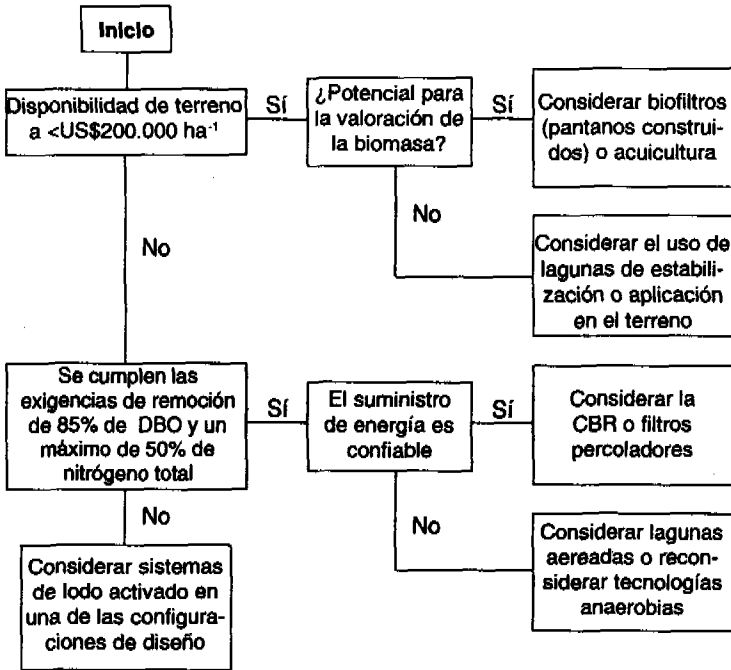 Inicio
Disponibilidad de terreno
a <US$200.000 ha⁻¹
Sí
¿Potencial para
la valoración de
la biomasa?
Sí
Considerar biofiltros
(pantanos construi-
dos) o acuicultura
No
Considerar el uso de
lagunas de estabili-
zación o aplicación
en el terreno
No
Se cumplen las
exigencias de remoción
de 85% de DBO y un
máximo de 50% de
nitrógeno total
Sí
El suministro
de energía es
confiable
Sí
Considerar la
CBR o filtros
percoladores
No
Considerar lagunas
aereadas o recon-
siderar tecnologías
anaerobias
No
Considerar sistemas
de lodo activado en
una de las configura-
ciones de diseño